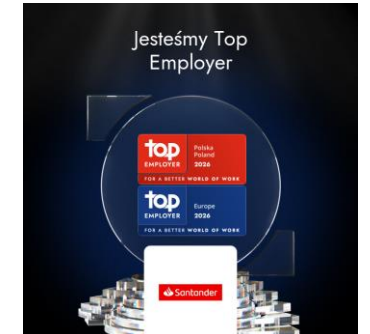 Jesteśmy Top
Employer
top
EMPLOYER
Polska
Poland
2026
FOR A BETTER WORLD OF WORK
top
EMPLOYER
Europe
2026
FOR A BETTER WORLD OF WORK
Santander